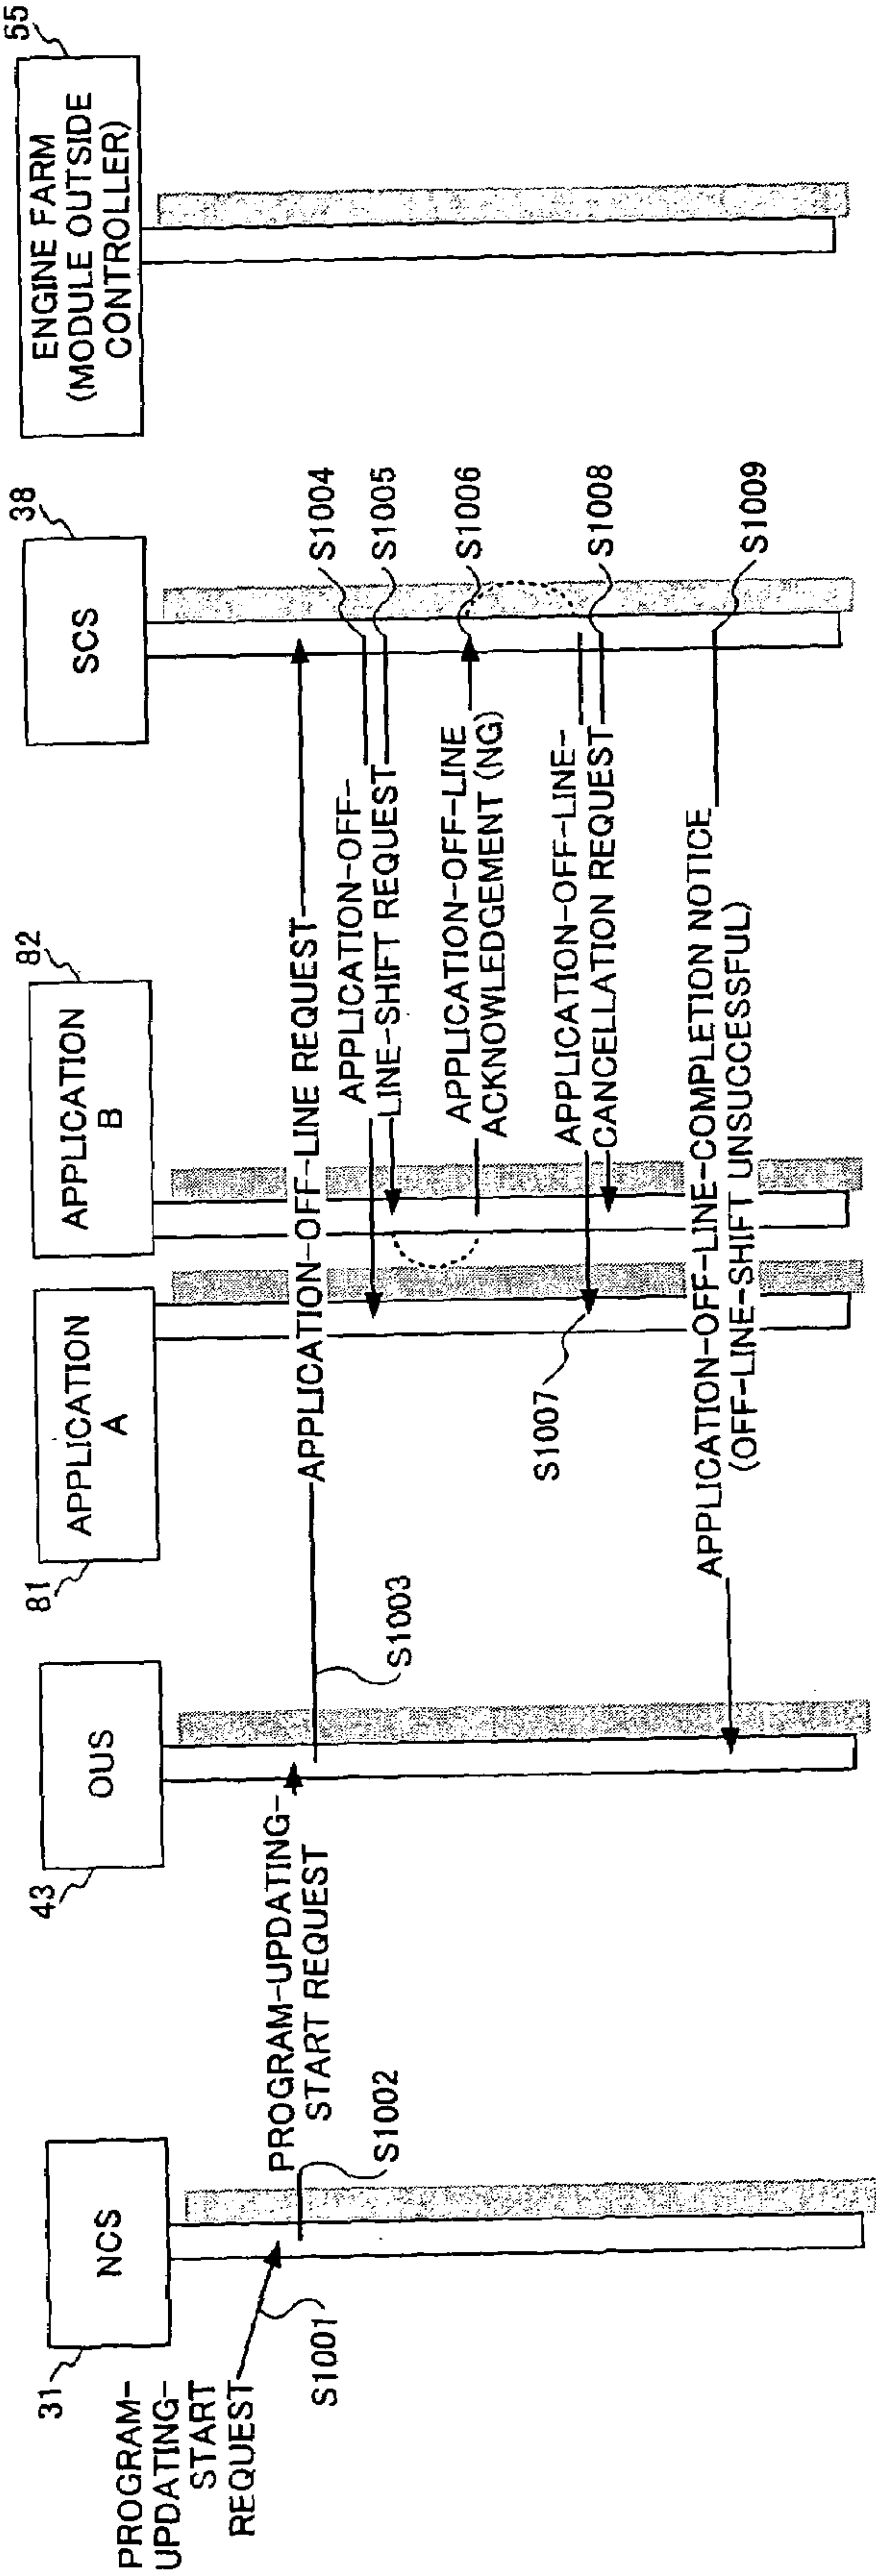 31
NCS
43
OUS
81
APPLICATION
A
82
APPLICATION
B
38
SCS
55
ENGINE FARM
(MODULE OUTSIDE
CONTROLLER)
PROGRAM-
UPDATING-
START
REQUEST
S1001
S1002
PROGRAM-UPDATING-
START REQUEST
S1003
APPLICATION-OFF-LINE REQUEST
S1004
APPLICATION-OFF-
LINE-SHIFT REQUEST
S1005
APPLICATION-OFF-LINE
ACKNOWLEDGEMENT (NG)
S1006
S1007
APPLICATION-OFF-LINE-
CANCELLATION REQUEST
S1008
APPLICATION-OFF-LINE-COMPLETION NOTICE
(OFF-LINE-SHIFT UNSUCCESSFUL)
S1009